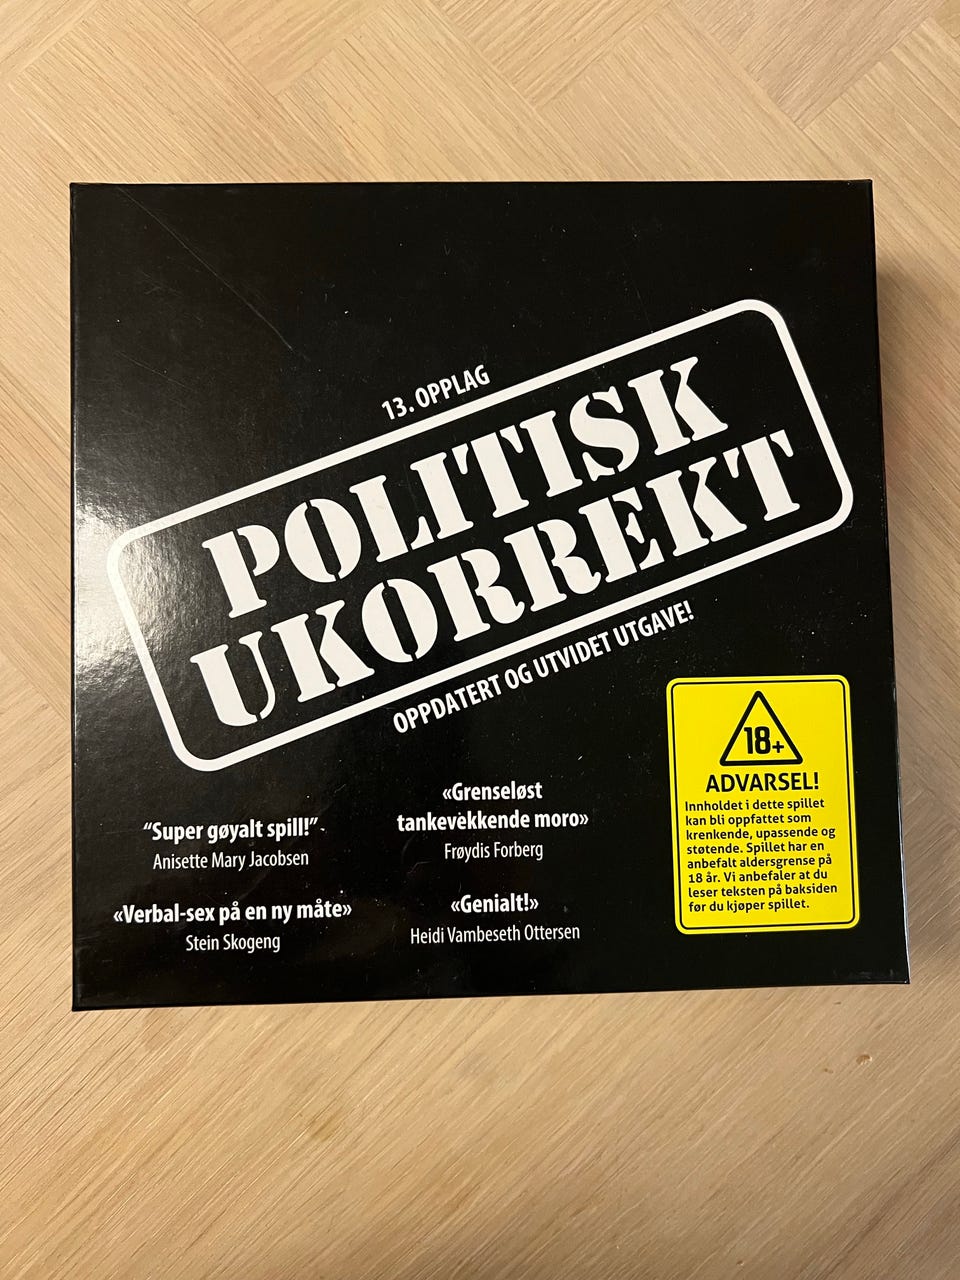 13. OPPLAG
POLITISK
UKORREKT
OPPDATERT OG UTVIDET UTGAVE!
“Super gøyalt spill!”
Anisette Mary Jacobsen
«Verbal-sex på en ny måte»
Stein Skogeng
«Grenseløst
tankevekkende moro»
Frøydis Forberg
«Genialt!»
Heidi Vambeseth Ottersen
18+
ADVARSEL!
Innholdet i dette spillet
kan bli oppfattet som
krenkende, upassende og
støtende. Spillet har en
anbefalt aldersgrense på
18 år. Vi anbefaler at du
leser teksten på baksiden
før du kjøper spillet.